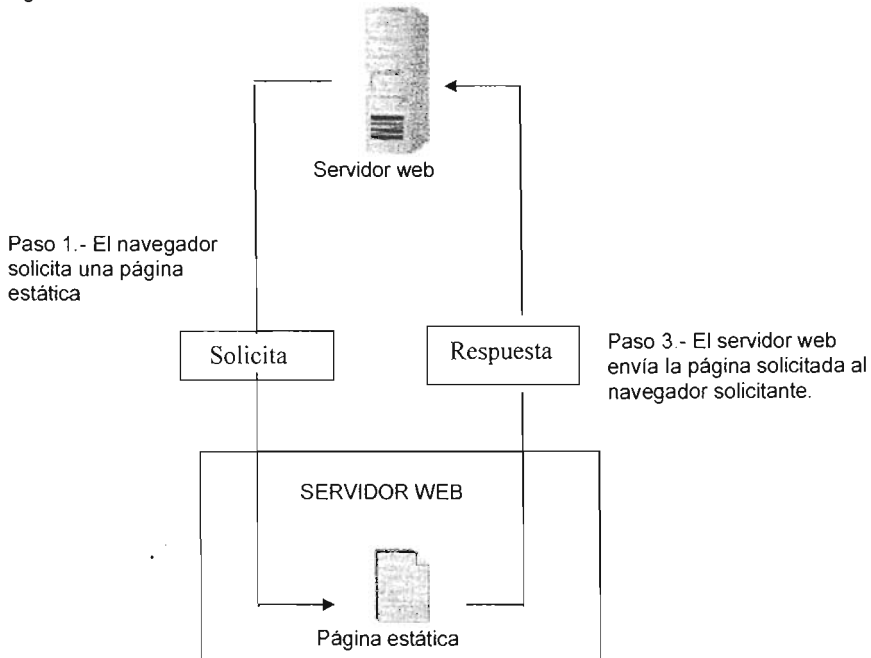 Servidor web
Paso 1.- El navegador
solicita una página
estática
Solicita
Respuesta
Paso 3.- El servidor web
envía la página solicitada al
navegador solicitante.
SERVIDOR WEB
Página estática